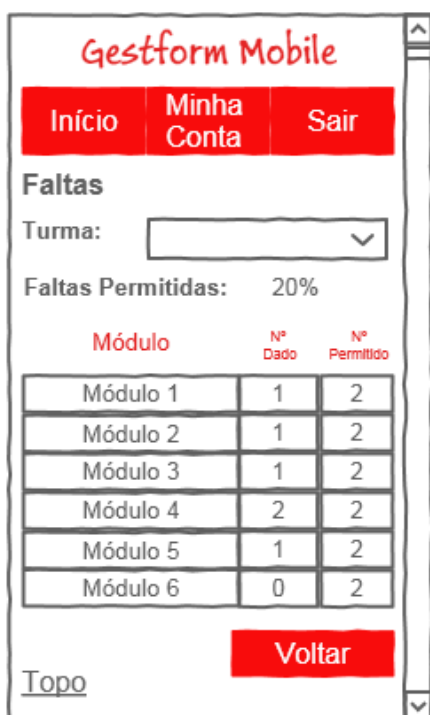 Gestform Mobile
Início Minha Conta Sair
Faltas
Turma:
Faltas Permitidas: 20%
Módulo Nº Dado Nº Permitido
Módulo 1 1 2
Módulo 2 1 2
Módulo 3 1 2
Módulo 4 2 2
Módulo 5 1 2
Módulo 6 0 2
Voltar
Topo